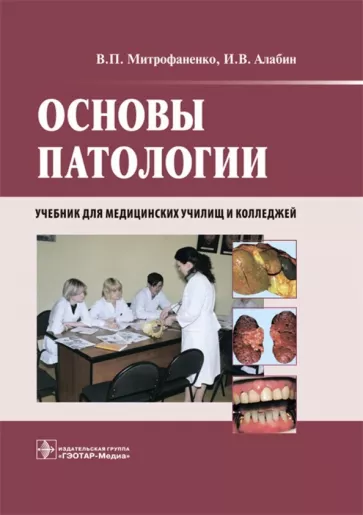 В.П. Митрофаненко, И.В. Алабин
ОСНОВЫ
ПАТОЛОГИИ
УЧЕБНИК ДЛЯ МЕДИЦИНСКИХ УЧИЛИЩ И КОЛЛЕДЖЕЙ
ИЗДАТЕЛЬСКАЯ ГРУППА
«ГЭОТАР-Медиа»